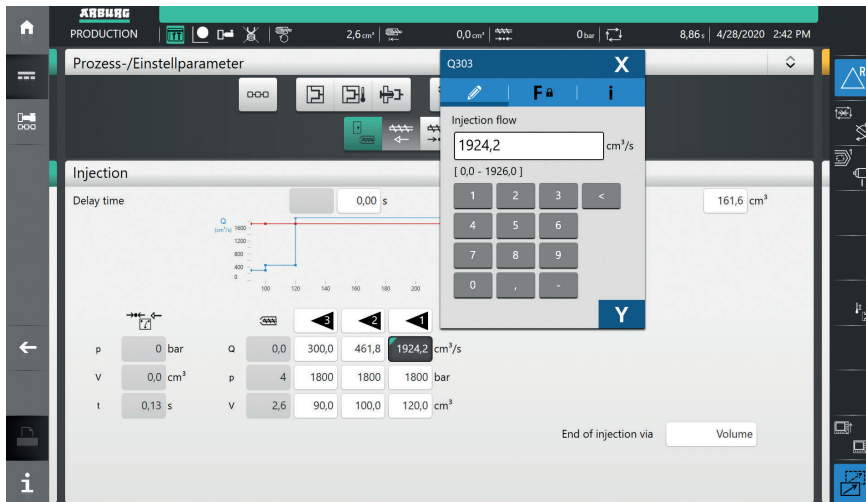 ARBURG
PRODUCTION 2,6 cm³ 0,0 cm³ 0 bar 8,86 s 4/28/2020 2:42 PM
Prozess-/Einstellparameter
Q303 X
F i
Injection flow
1924,2 cm³/s
[ 0,0 - 1926,0 ]
1 2 3 <
4 5 6
7 8 9
0 , -
Y
Injection
Delay time 0,00 s 161,6 cm³
Q
[cm³/s] 1600
1200
800
400
0
100 120 140 160 180 200
3 2 1
p 0 bar Q 0,0 300,0 461,8 1924,2 cm³/s
V 0,0 cm³ p 4 1800 1800 1800 bar
t 0,13 s V 2,6 90,0 100,0 120,0 cm³
End of injection via Volume
R
i